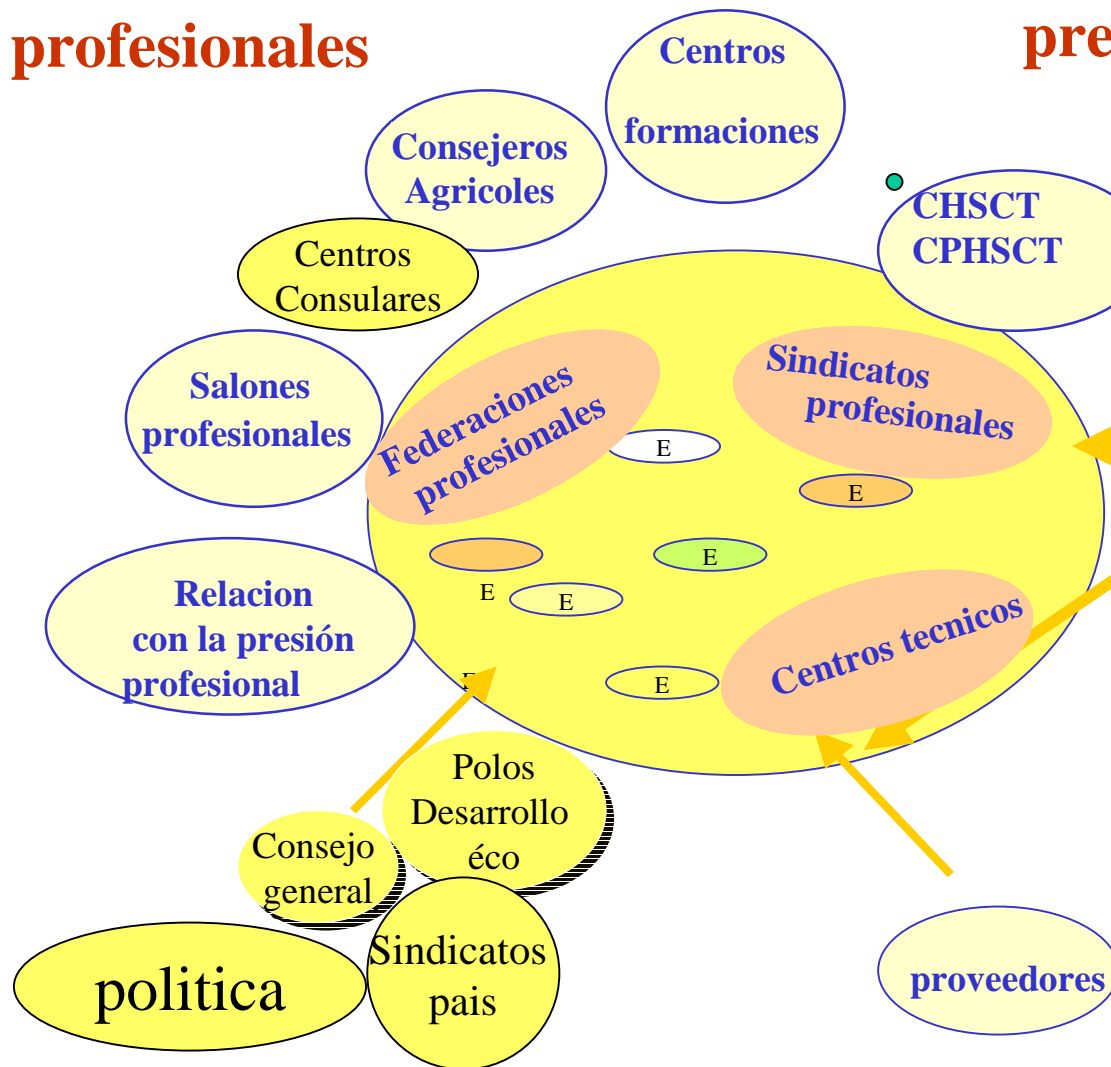 profesionales
pre
Centros
formaciones
Consejeros
Agricoles
CHSCT
CPHSCT
Centros
Consulares
Salones
profesionales
Federaciones
profesionales
Sindicatos
profesionales
E
E
E
E
E
Relacion
con la presión
profesional
Centros tecnicos
E
E
Polos
Desarrollo
éco
Consejo
general
Sindicatos
pais
politica
proveedores